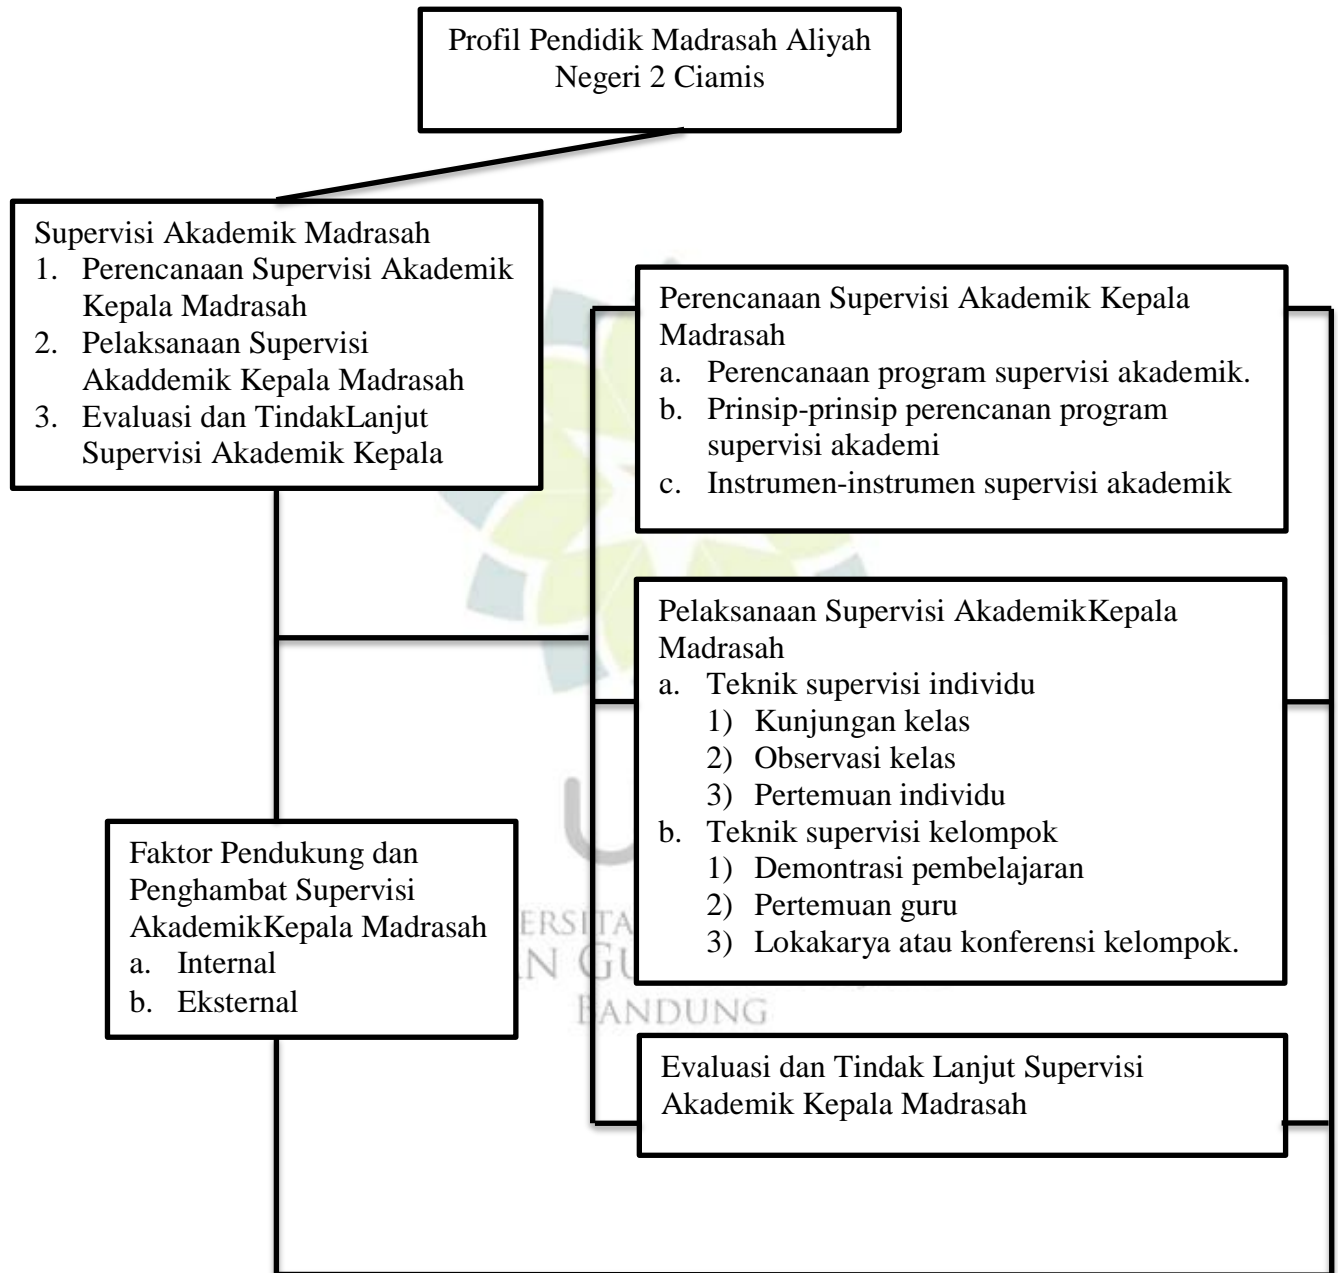 Profil Pendidik Madrasah Aliyah
Negeri 2 Ciamis
Supervisi Akademik Madrasah
1. Perencanaan Supervisi Akademik
Kepala Madrasah
2. Pelaksanaan Supervisi
Akaddemik Kepala Madrasah
3. Evaluasi dan TindakLanjut
Supervisi Akademik Kepala
Perencanaan Supervisi Akademik Kepala
Madrasah
a. Perencanaan program supervisi akademik.
b. Prinsip-prinsip perencanan program
supervisi akademi
c. Instrumen-instrumen supervisi akademik
Pelaksanaan Supervisi AkademikKepala
Madrasah
a. Teknik supervisi individu
1) Kunjungan kelas
2) Observasi kelas
3) Pertemuan individu
b. Teknik supervisi kelompok
1) Demontrasi pembelajaran
2) Pertemuan guru
3) Lokakarya atau konferensi kelompok.
Faktor Pendukung dan
Penghambat Supervisi
AkademikKepala Madrasah
a. Internal
b. Eksternal
Evaluasi dan Tindak Lanjut Supervisi
Akademik Kepala Madrasah
BANDUNG